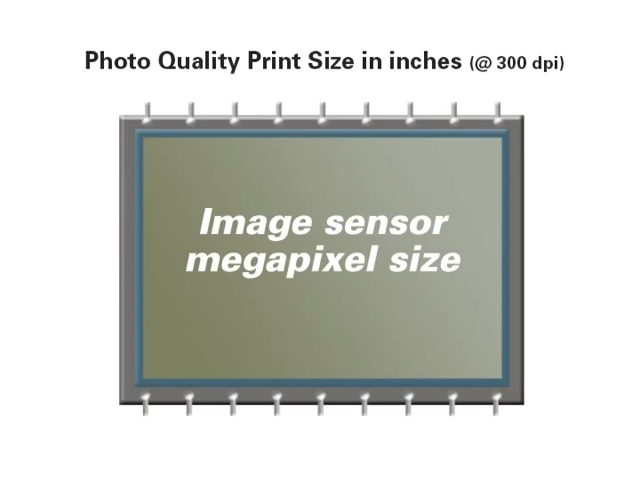 Photo Quality Print Size in inches (@ 300 dpi)
Image sensor
megapixel size